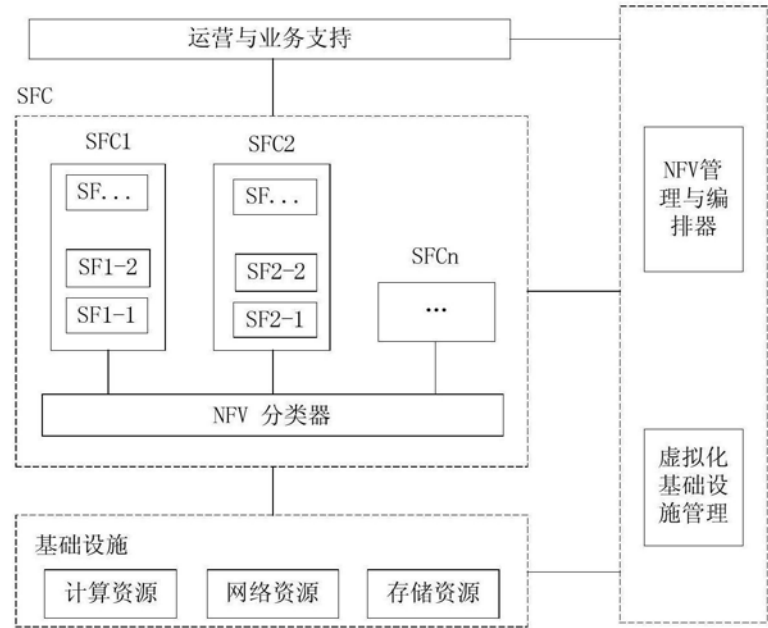 运营与业务支持
SFC
SFC1
SF...
SF1-2
SF1-1
SFC2
SF...
SF2-2
SF2-1
SFCn
...
NFV 分类器
基础设施
计算资源
网络资源
存储资源
NFV管
理与编
排器
虚拟化
基础设
施管理